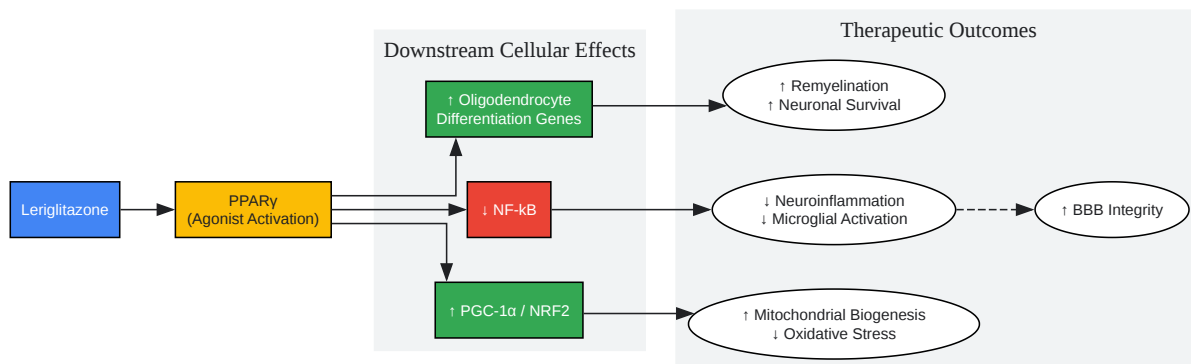 Therapeutic Outcomes
Downstream Cellular Effects
↑ Oligodendrocyte
Differentiation Genes
↑ Remyelination
↑ Neuronal Survival
Leriglitazone
PPARγ
(Agonist Activation)
↓ NF-kB
↓ Neuroinflammation
↓ Microglial Activation
↑ BBB Integrity
↑ PGC-1α / NRF2
↑ Mitochondrial Biogenesis
↓ Oxidative Stress